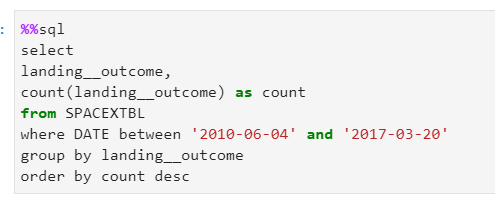 :
%%sql
select
landing__outcome,
count(landing__outcome) as count
from SPACEXTBL
where DATE between '2010-06-04' and '2017-03-20'
group by landing__outcome
order by count desc